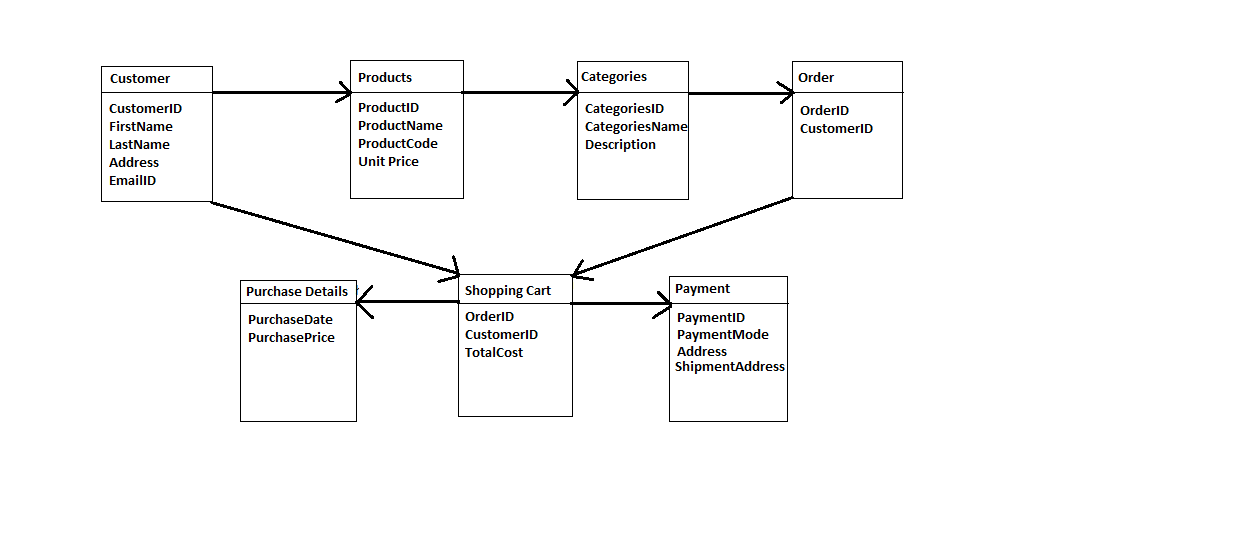 Customer
CustomerID
FirstName
LastName
Address
EmailID
Products
ProductID
ProductName
ProductCode
Unit Price
Categories
CategoriesID
CategoriesName
Description
Order
OrderID
CustomerID
Purchase Details
PurchaseDate
PurchasePrice
Shopping Cart
OrderID
CustomerID
TotalCost
Payment
PaymentID
PaymentMode
Address
ShipmentAddress